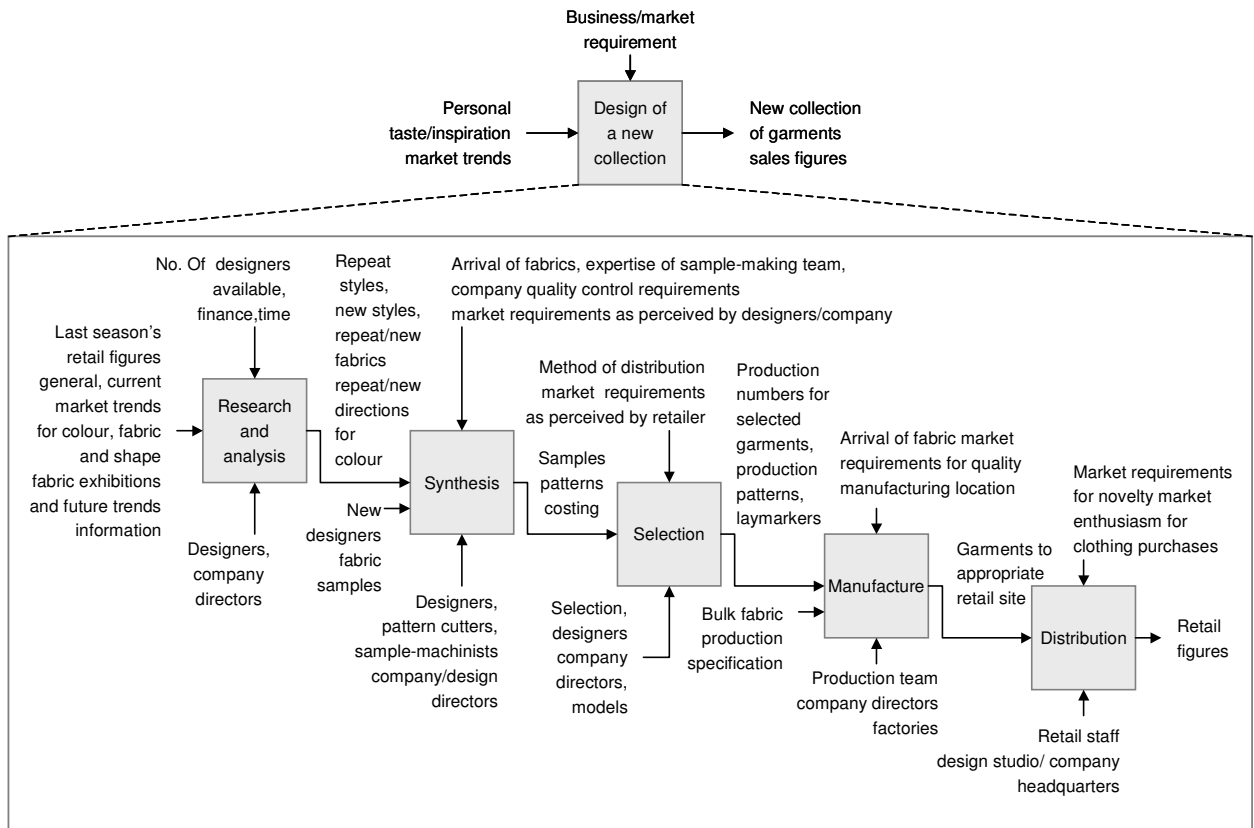 Business/market
requirement
Personal
taste/inspiration
market trends
Design of
a new
collection
New collection
of garments
sales figures
No. Of designers
available,
finance,time
Last season's
retail figures
general, current
market trends
for colour, fabric
and shape
fabric exhibitions
and future trends
information
Research
and
analysis
Designers,
company
directors
Repeat
styles,
new styles,
repeat/new
fabrics
repeat/new
directions
for
colour
Arrival of fabrics, expertise of sample-making team,
company quality control requirements
market requirements as perceived by designers/company
Synthesis
New
designers
fabric
samples
Designers,
pattern cutters,
sample-machinists
company/design
directors
Samples
patterns
costing
Method of distribution
market requirements
as perceived by retailer
Selection
Selection,
designers
company
directors,
models
Production
numbers for
selected
garments,
production
patterns,
laymarkers
Arrival of fabric market
requirements for quality
manufacturing location
Manufacture
Bulk fabric
production
specification
Production team
company directors
factories
Garments to
appropriate
retail site
Market requirements
for novelty market
enthusiasm for
clothing purchases
Distribution
Retail
figures
Retail staff
design studio/ company
headquarters